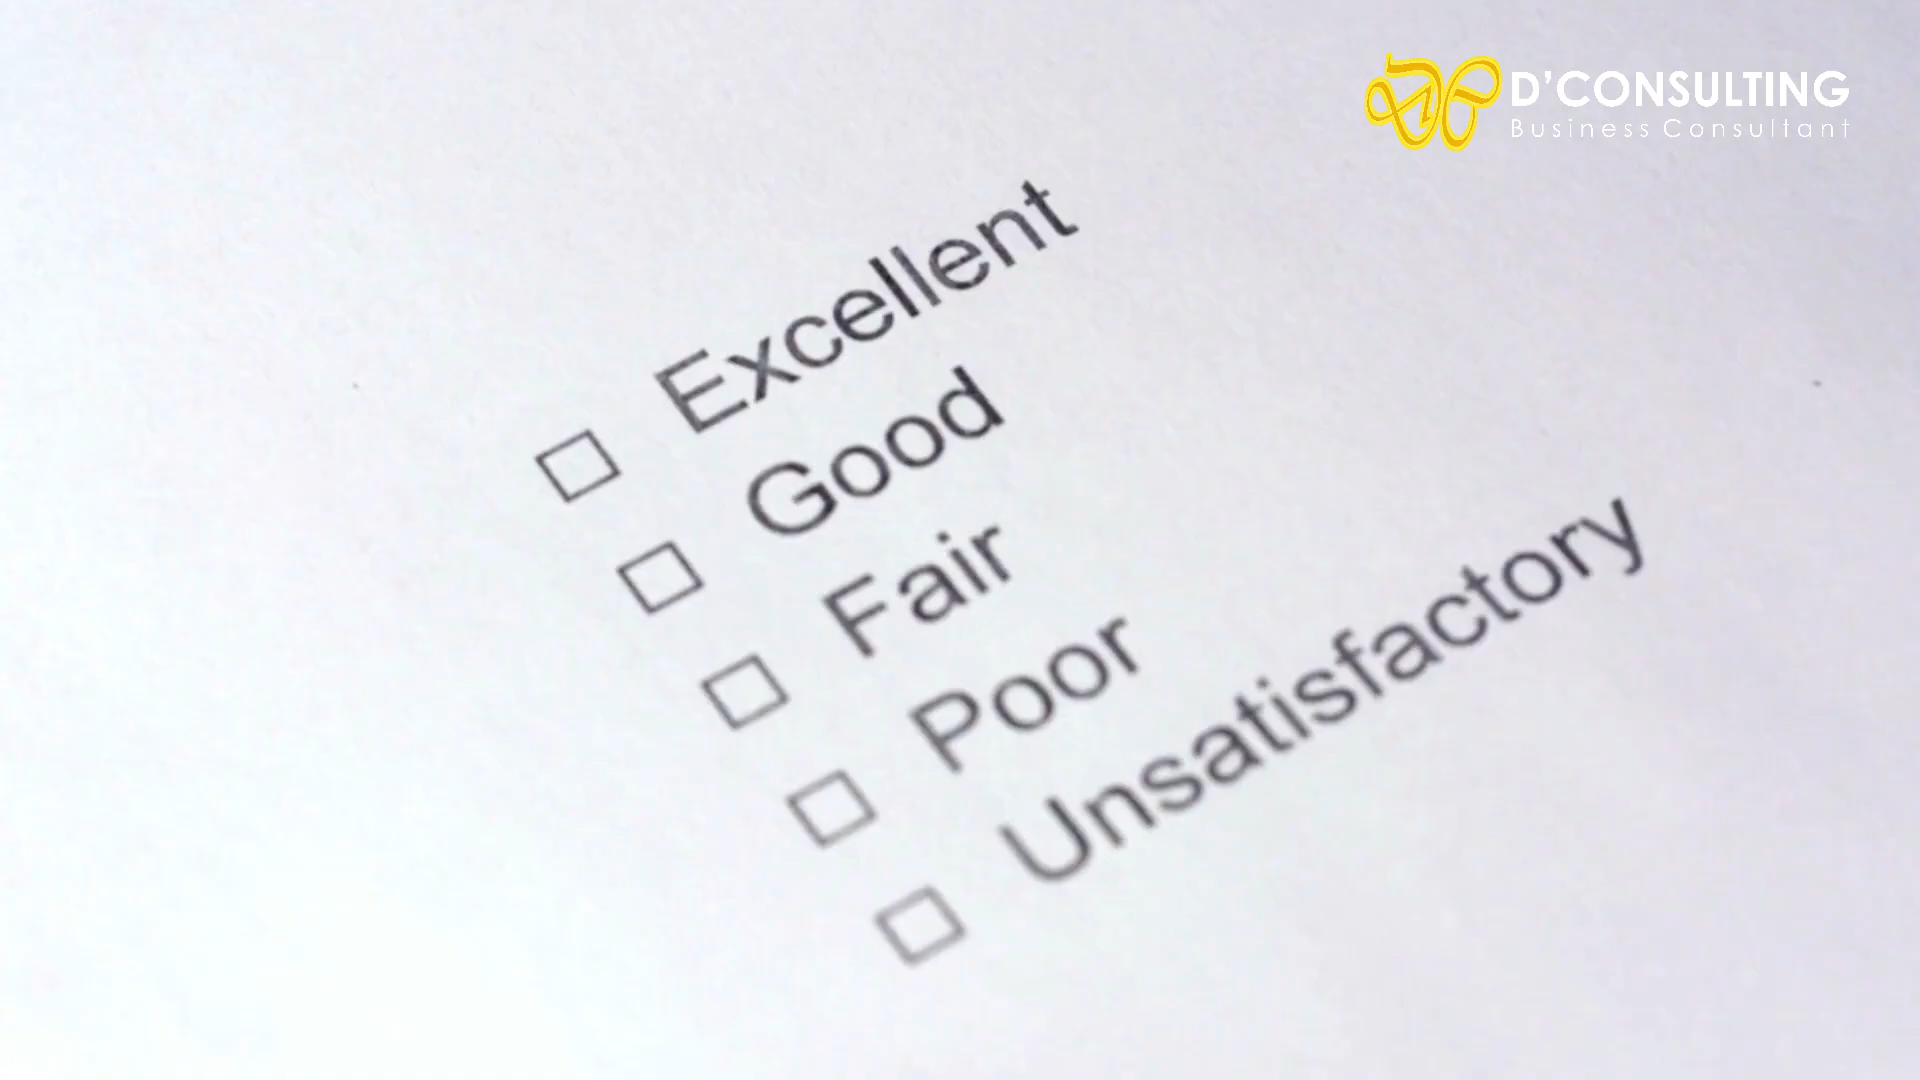 D'CONSULTING
Business Consultant
Excellent
Good
Fair
Poor
Unsatisfactory